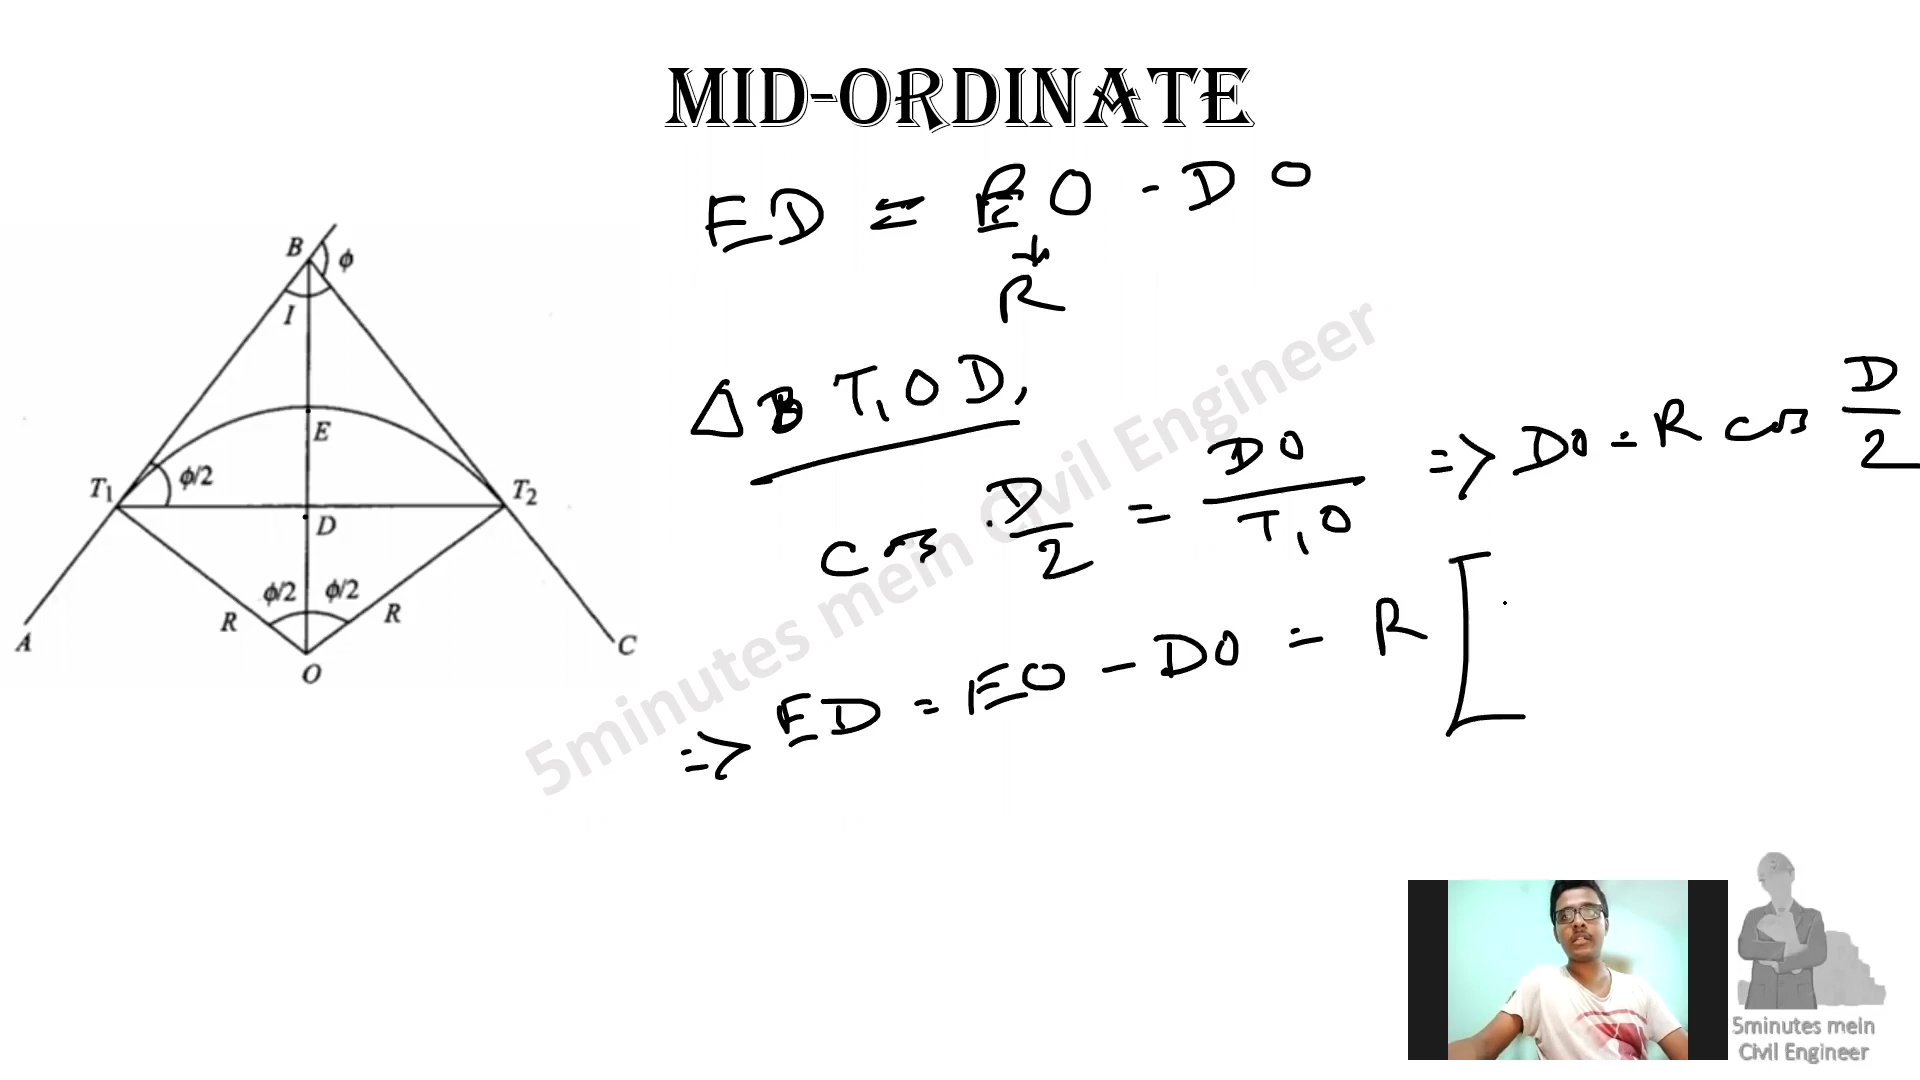 MID-ORDINATE
ED = EO - DO
↓
R
Δ T₁OD,
cos D/2 = DO/T₁O => DO = R cos D/2
=> ED = EO - DO = R [
B
ϕ
I
E
T₁
ϕ/2
T₂
D
ϕ/2
ϕ/2
R
R
A
O
C
5minutes mein Civil Engineer
5minutes mein
Civil Engineer